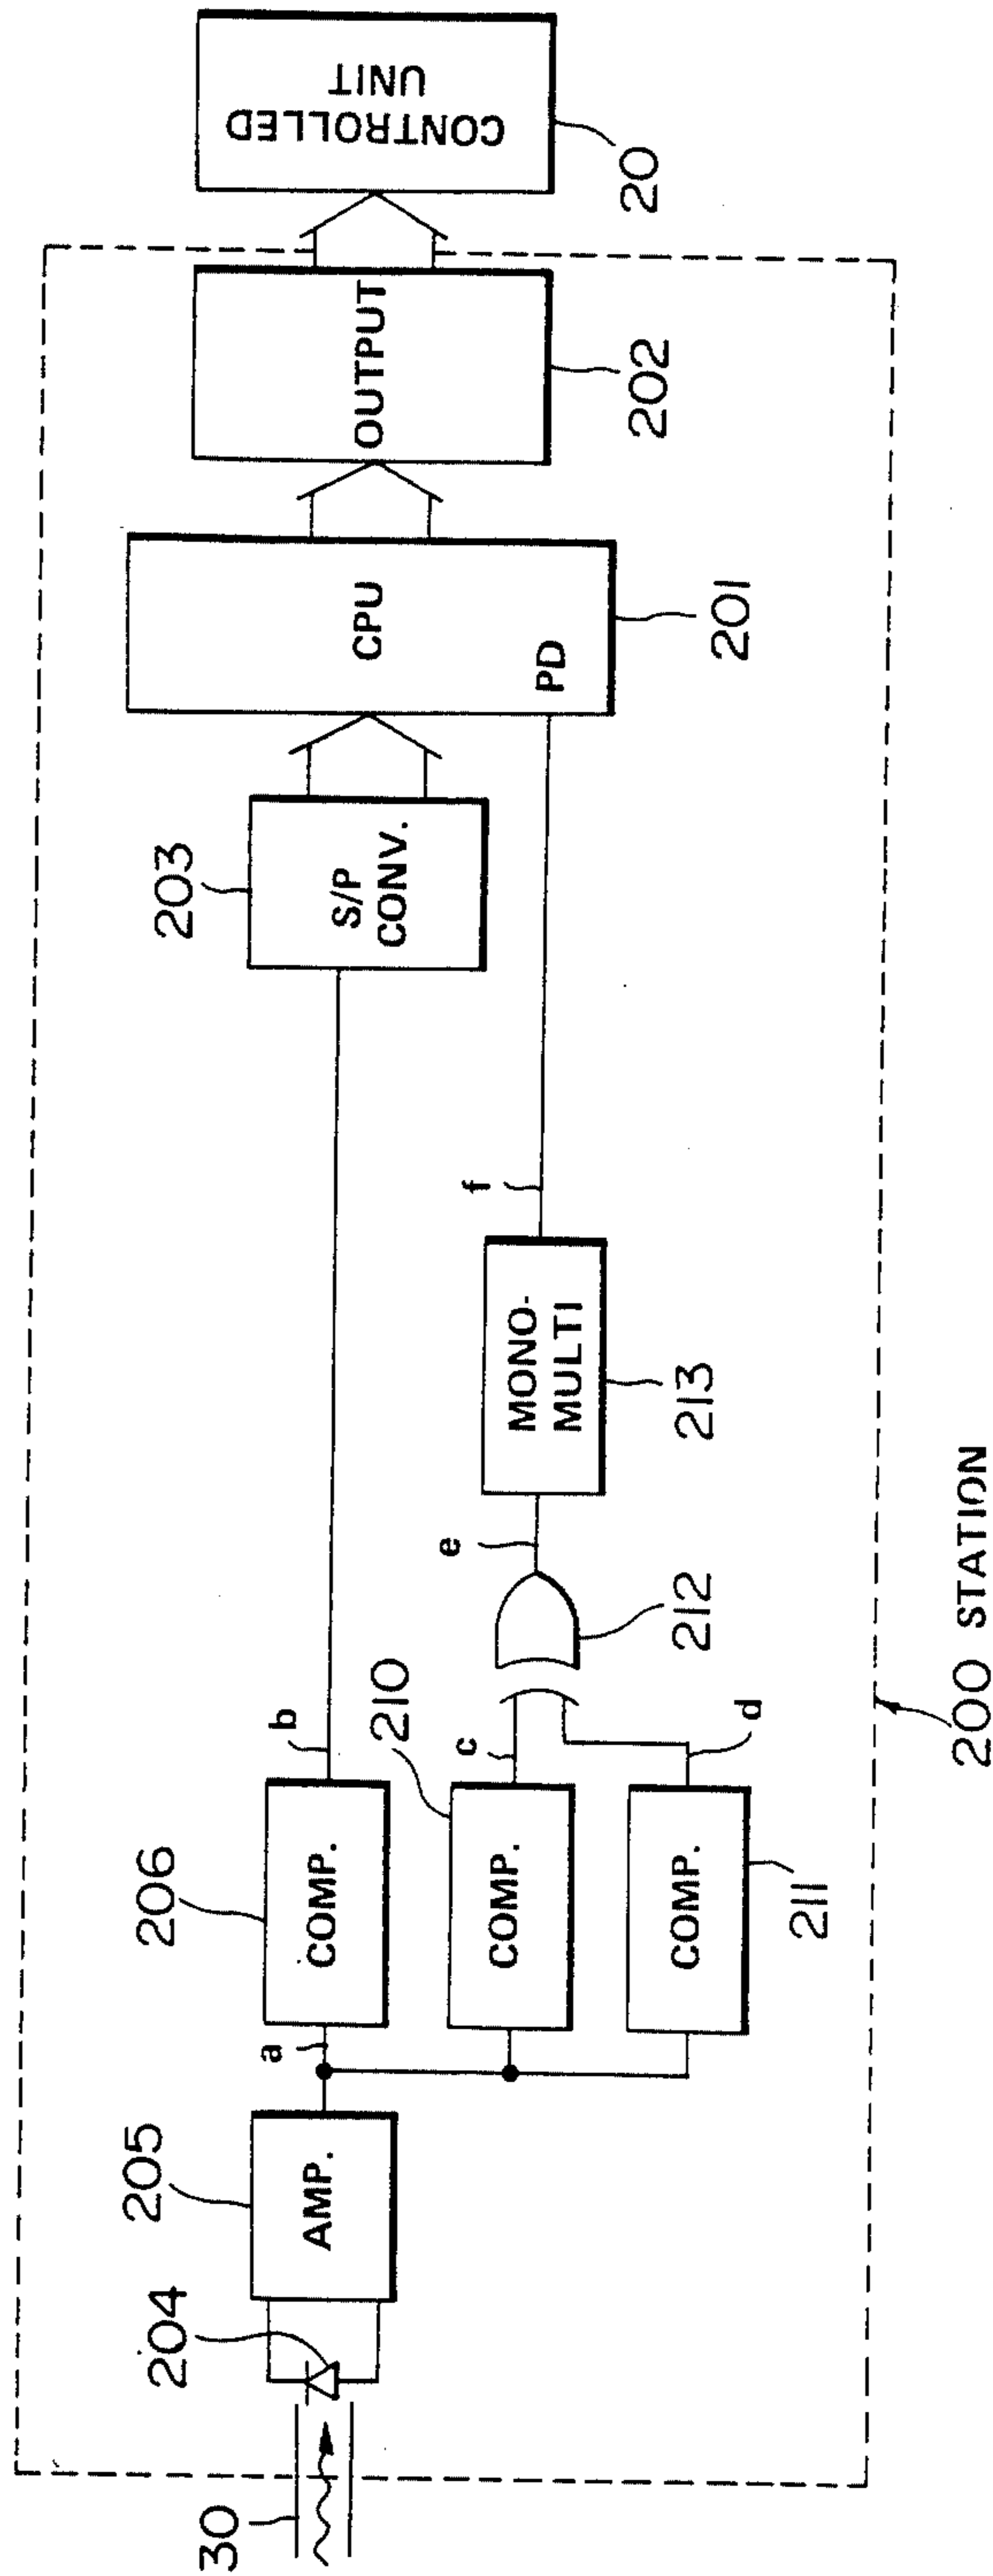 30
204
205
AMP.
a
206
COMP.
b
210
COMP.
c
COMP.
211
d
212
e
MONO-
MULTI
213
f
203
S/P
CONV.
CPU
PD
201
OUTPUT
202
CONTROLLED
UNIT
20
200 STATION